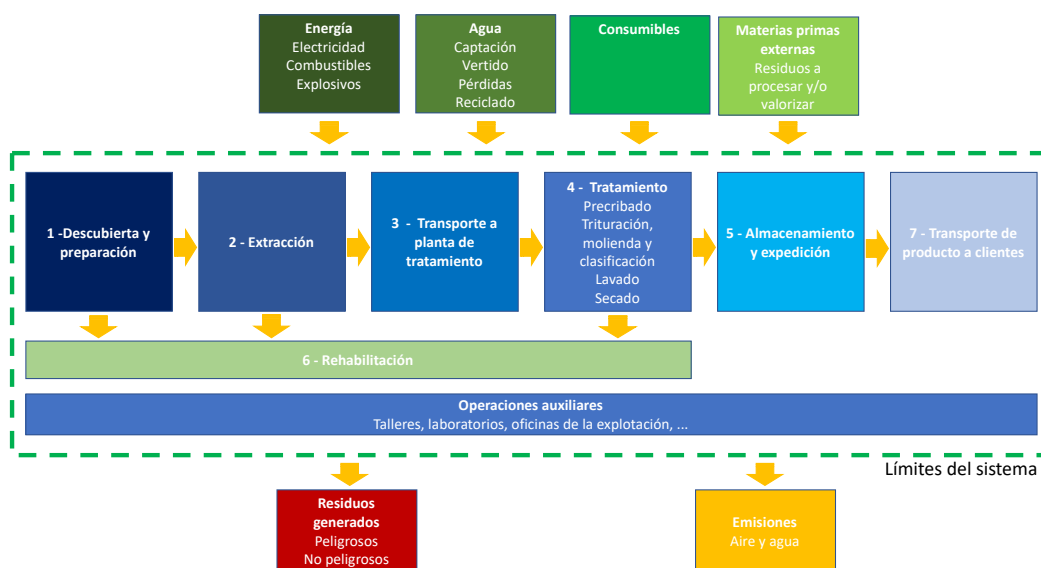 Energía
Electricidad
Combustibles
Explosivos
Agua
Captación
Vertido
Pérdidas
Reciclado
Consumibles
Materias primas
externas
Residuos a
procesar y/o
valorizar
1 -Descubierta y
preparación
2 - Extracción
3 - Transporte a
planta de
tratamiento
4 - Tratamiento
Precribado
Trituración,
molienda y
clasificación
Lavado
Secado
5 - Almacenamiento
y expedición
7 - Transporte de
producto a clientes
6 - Rehabilitación
Operaciones auxiliares
Talleres, laboratorios, oficinas de la explotación, ...
Límites del sistema
Residuos
generados
Peligrosos
No peligrosos
Emisiones
Aire y agua